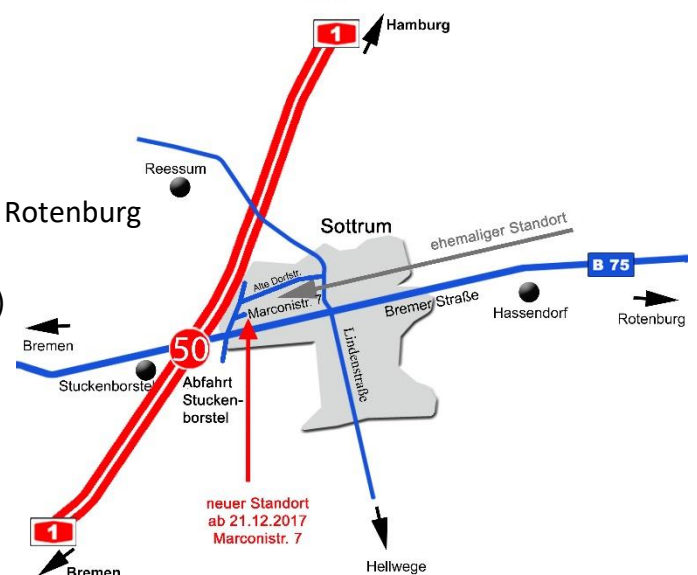 1
Hamburg
Reessum
Rotenburg
Sottrum
ehemaliger Standort
Alte Dorfstr.
B 75
Marconistr. 7
Bremer Straße
Hassendorf
Rotenburg
)
Bremen
50
Lindenstraße
Stuckenborstel
Abfahrt
Stucken-
borstel
neuer Standort
ab 21.12.2017
Marconistr. 7
1
Hellwege
Bremen